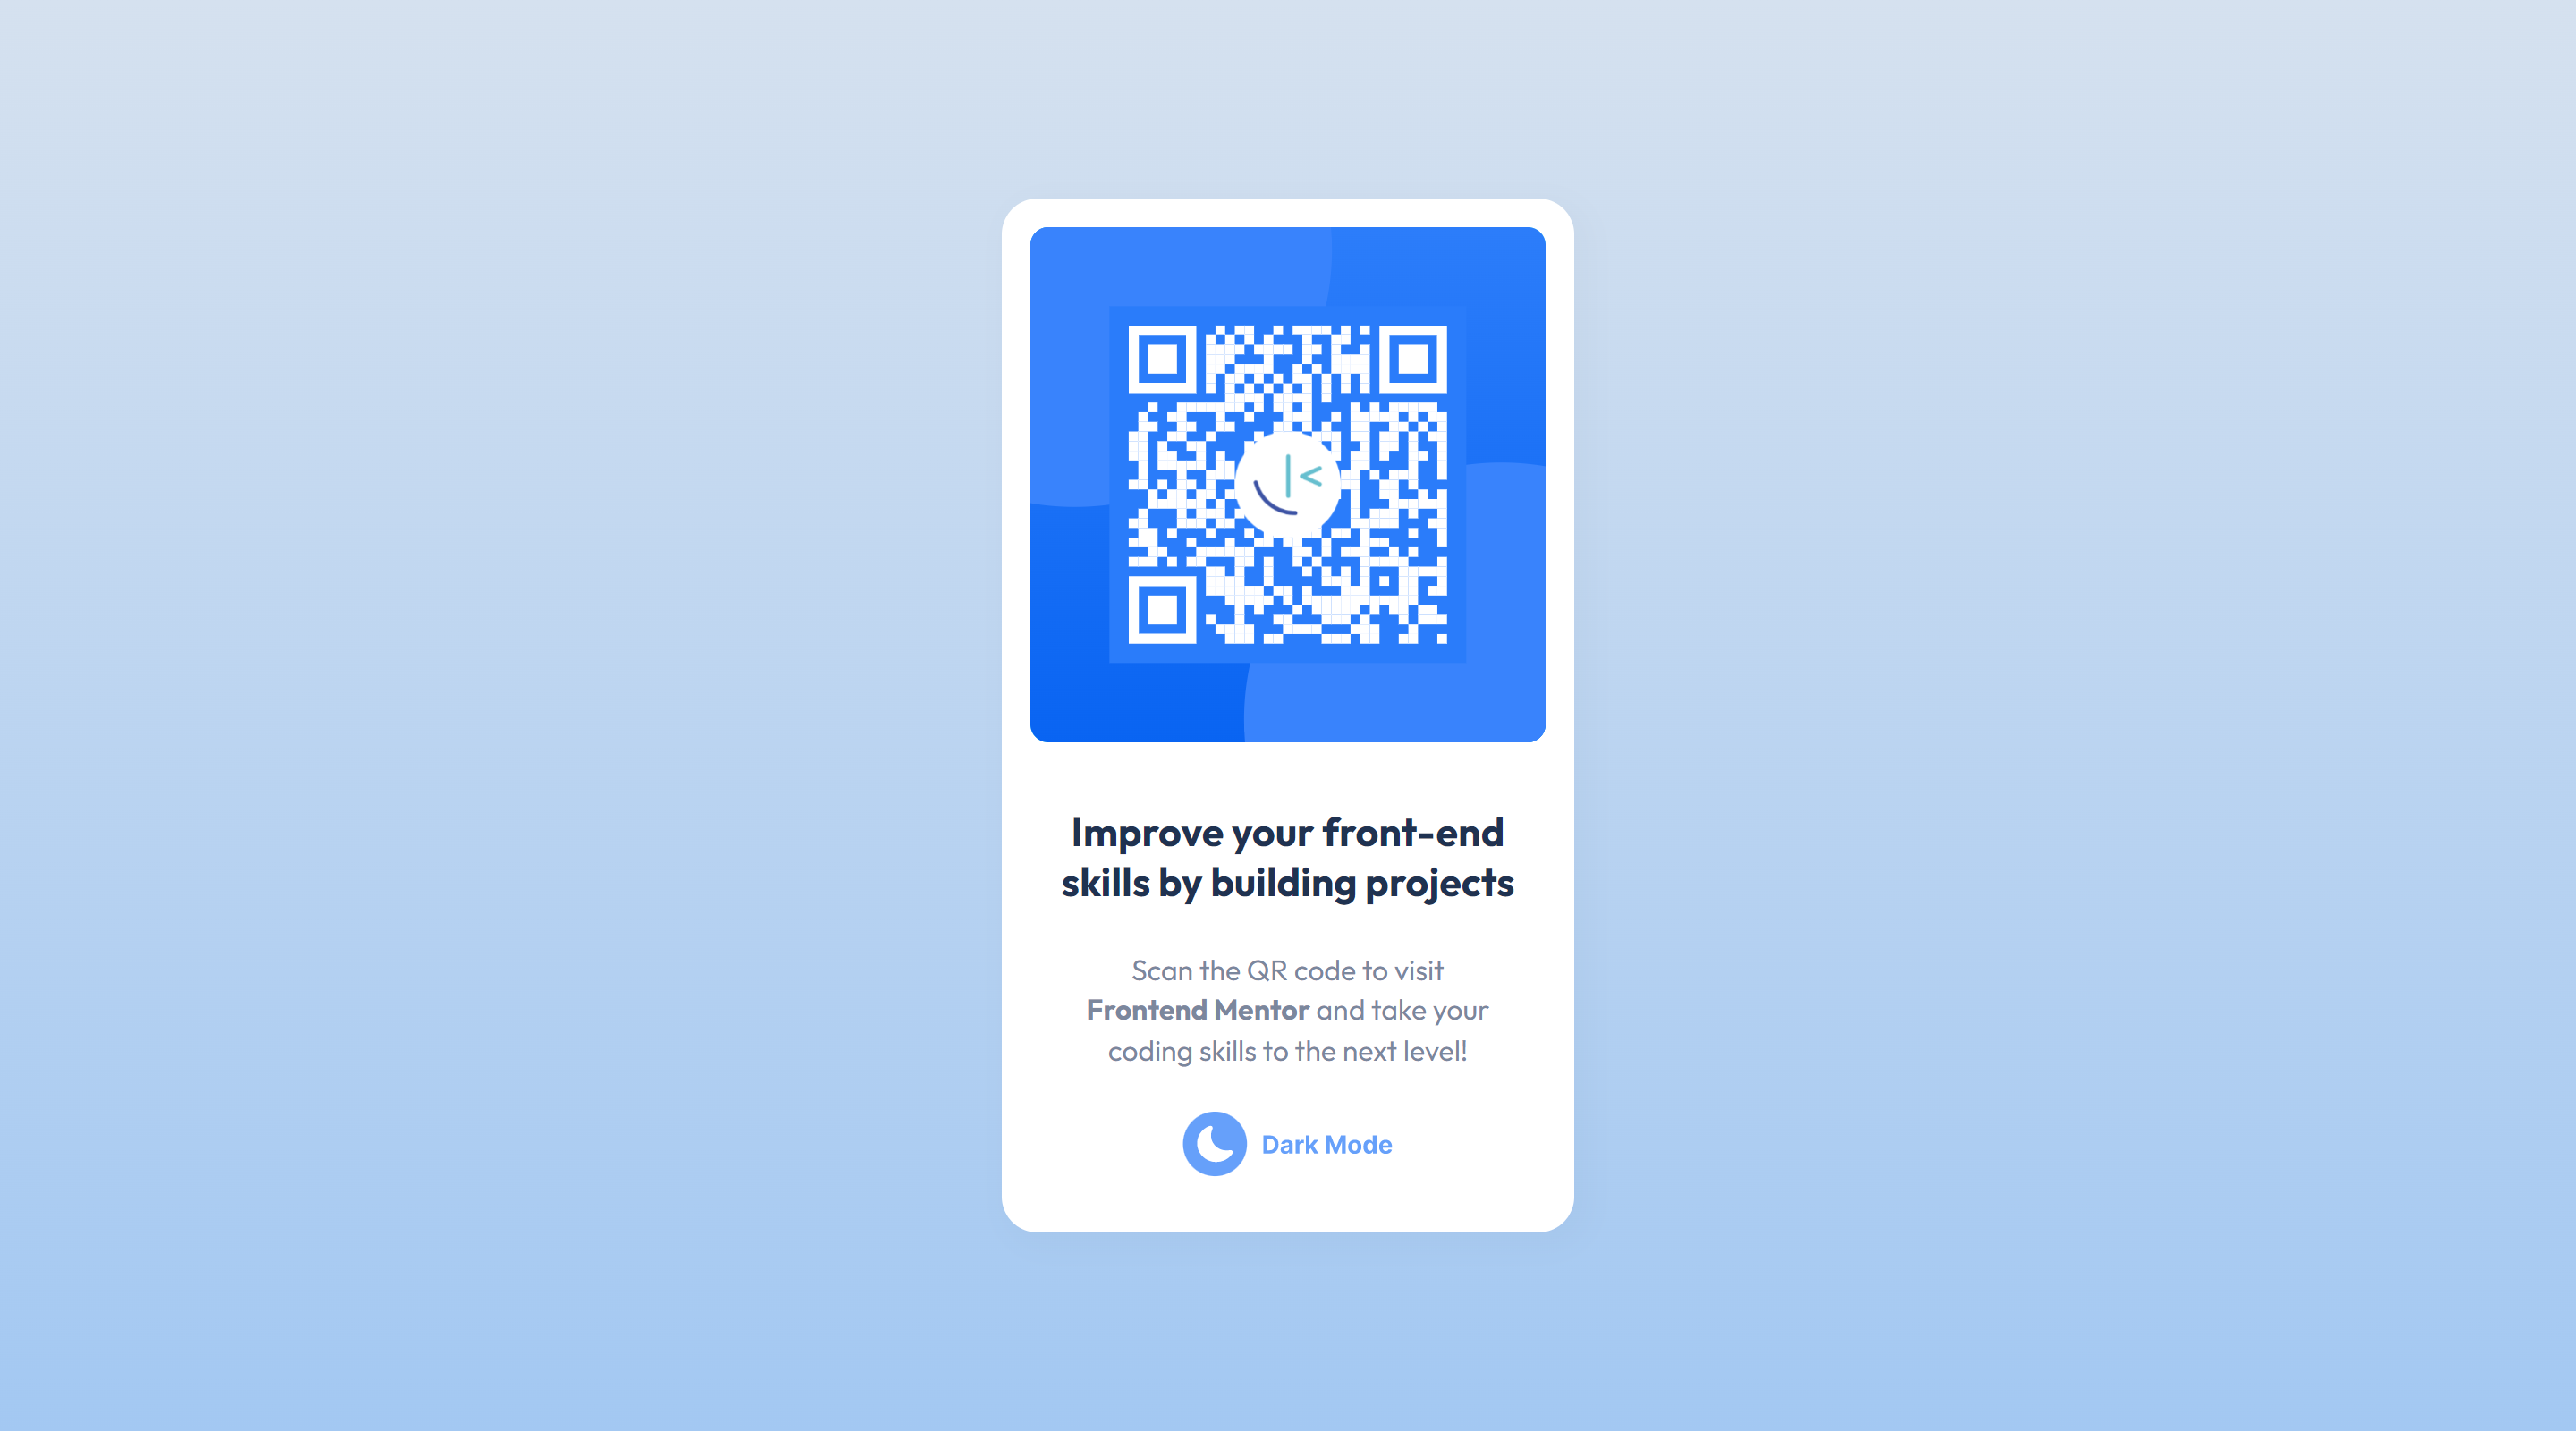 Improve your front-end
skills by building projects
Scan the QR code to visit
Frontend Mentor and take your
coding skills to the next level!
Dark Mode